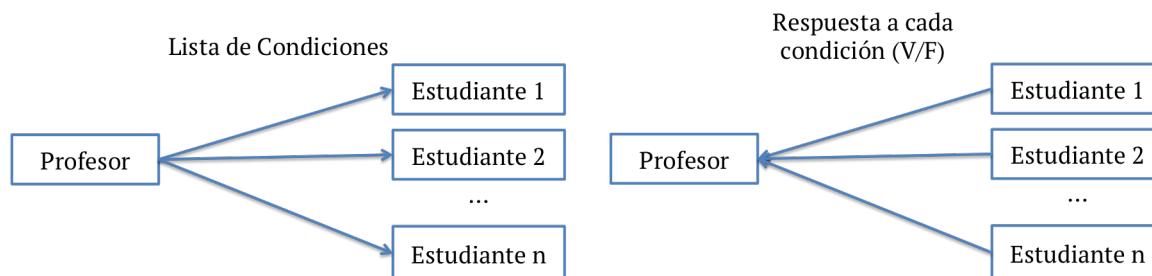 Lista de Condiciones
Estudiante 1
Profesor
Estudiante 2
...
Estudiante n
Respuesta a cada
condición (V/F)
Estudiante 1
Profesor
Estudiante 2
...
Estudiante n